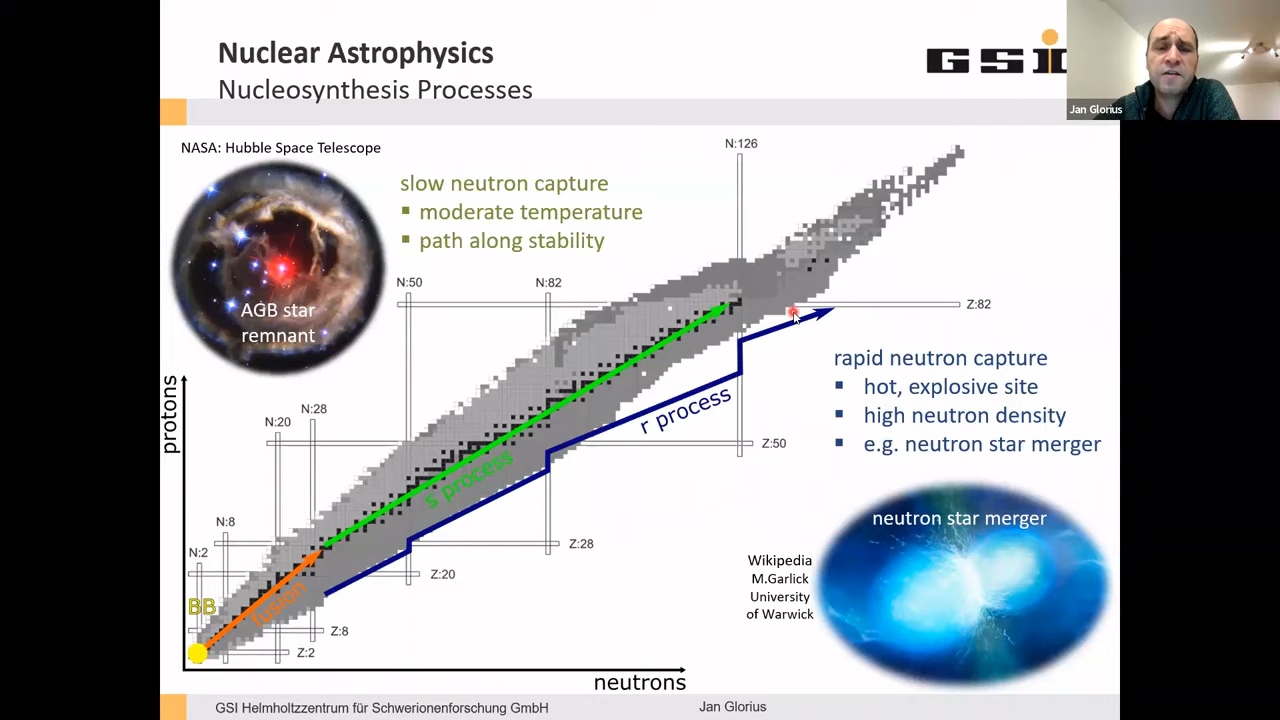 Nuclear Astrophysics
Nucleosynthesis Processes
GSI
Jan Glorius
NASA: Hubble Space Telescope
AGB star
remnant
slow neutron capture
▪ moderate temperature
▪ path along stability
N:126
N:50
N:82
Z:82
rapid neutron capture
▪ hot, explosive site
▪ high neutron density
▪ e.g. neutron star merger
protons
N:28
N:20
r process
Z:50
s process
N:8
N:2
Z:28
Z:20
BB
fusion
Z:8
Z:2
neutron star merger
Wikipedia
M.Garlick
University
of Warwick
neutrons
GSI Helmholtzzentrum für Schwerionenforschung GmbH
Jan Glorius